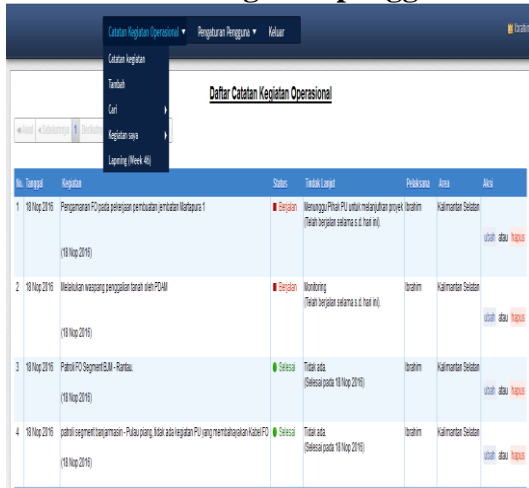 Catatan Kegiatan Operasional ▾ Pengaturan Pengguna ▾ Keluar Ibrahim
Catatan kegiatan
Tambah
Cari
Kegiatan saya
Lapming (Week 46)
Daftar Catatan Kegiatan Operasional
Awal Sebelumnya 1 Berikutnya
No. Tanggal Kegiatan Status Tindak Lanjut Pelaksana Area Aksi
1 18 Nop 2016 Pengamanan FO pada pekerjaan pembuatan jembatan Martapura 1 Berjalan Menunggu Pihak PU untuk melanjutkan proyek Ibrahim Kalimantan Selatan
(Telah berjalan selama s.d. hari ini).
ubah atau hapus
(18 Nop 2016)
2 18 Nop 2016 Melakukan waspang penggalian tanah oleh PDAM Berjalan Monitoring Ibrahim Kalimantan Selatan
(Telah berjalan selama s.d. hari ini).
ubah atau hapus
(18 Nop 2016)
3 18 Nop 2016 Patroli FO Segment BJM - Rantau. Selesai Tidak ada. Ibrahim Kalimantan Selatan
(Selesai pada 18 Nop 2016)
(18 Nop 2016) ubah atau hapus
4 18 Nop 2016 patroli segment banjarmasin - Pulau piang, tidak ada kegiatan PU yang membahayakan Kabel FO Selesai Tidak ada. Ibrahim Kalimantan Selatan
(Selesai pada 18 Nop 2016)
(18 Nop 2016) ubah atau hapus